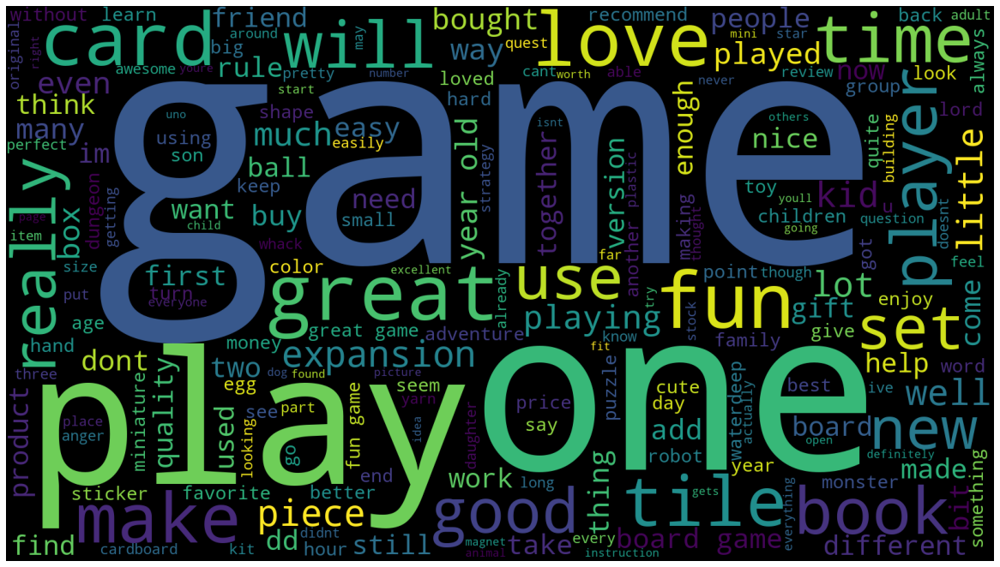 game
play
one
love
fun
great
will
card
time
good
book
new
make
tile
set
use
really
player
little
expansion
piece
playing
played
bought
friend
without
learn
original
right
awesome
around
big
rule
youre
pretty
may
way
quest
cant
worth
recommend
people
mini
star
able
never
review
back
adult
always
now
look
group
lord
even
think
many
im
perfect
uno
using
son
start
number
shape
much
easy
easily
loved
hard
isnt
enough
nice
others
quite
building
ball
keep
want
need
buy
small
year old
strategy
together
version
another
plastic
making
thought
toy
children
youll
going
kid
u
got
question
doesnt
feel
box
item
page
dungeon
getting
child
whack
first
turn
everyone
color
excellent
far
point
though
lot
enjoy
come
size
put
age
hand
money
great game
adventure
already
try
know
stock
gift
family
give
dont
two
egg
dog
found
picture
seem
see
part
yarn
idea
daughter
price
say
fit
puzzle
cute
day
add
waterdeep
actually
best
ive
board
help
word
well
three
product
place
anger
miniature
quality
used
looking
go
fun game
end
work
thing
robot
year
open
definitely
monster
made
something
sticker
favorite
better
long
gets
find
cardboard
kit
dd
hour
didnt
still
magnet
animal
take
every
instruction
board game
everything
different
bit